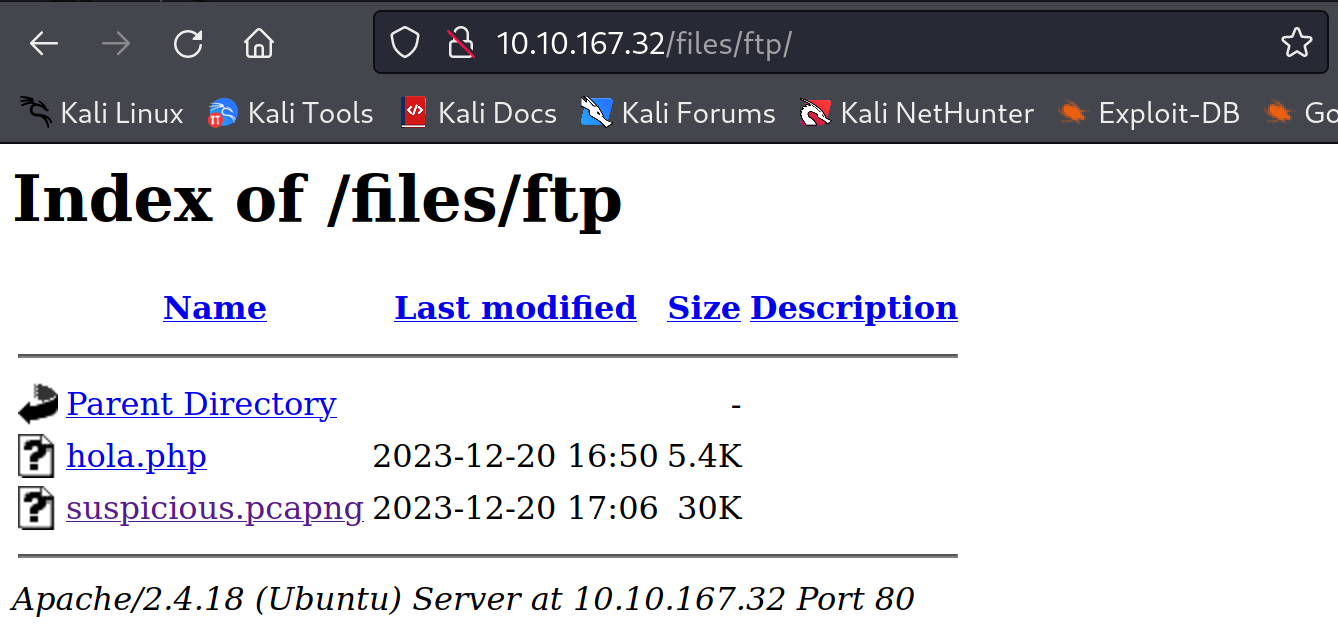 10.10.167.32/files/ftp/
Kali Linux Kali Tools Kali Docs Kali Forums Kali NetHunter Exploit-DB Go
Index of /files/ftp
Name Last modified Size Description
Parent Directory -
hola.php 2023-12-20 16:50 5.4K
suspicious.pcapng 2023-12-20 17:06 30K
Apache/2.4.18 (Ubuntu) Server at 10.10.167.32 Port 80